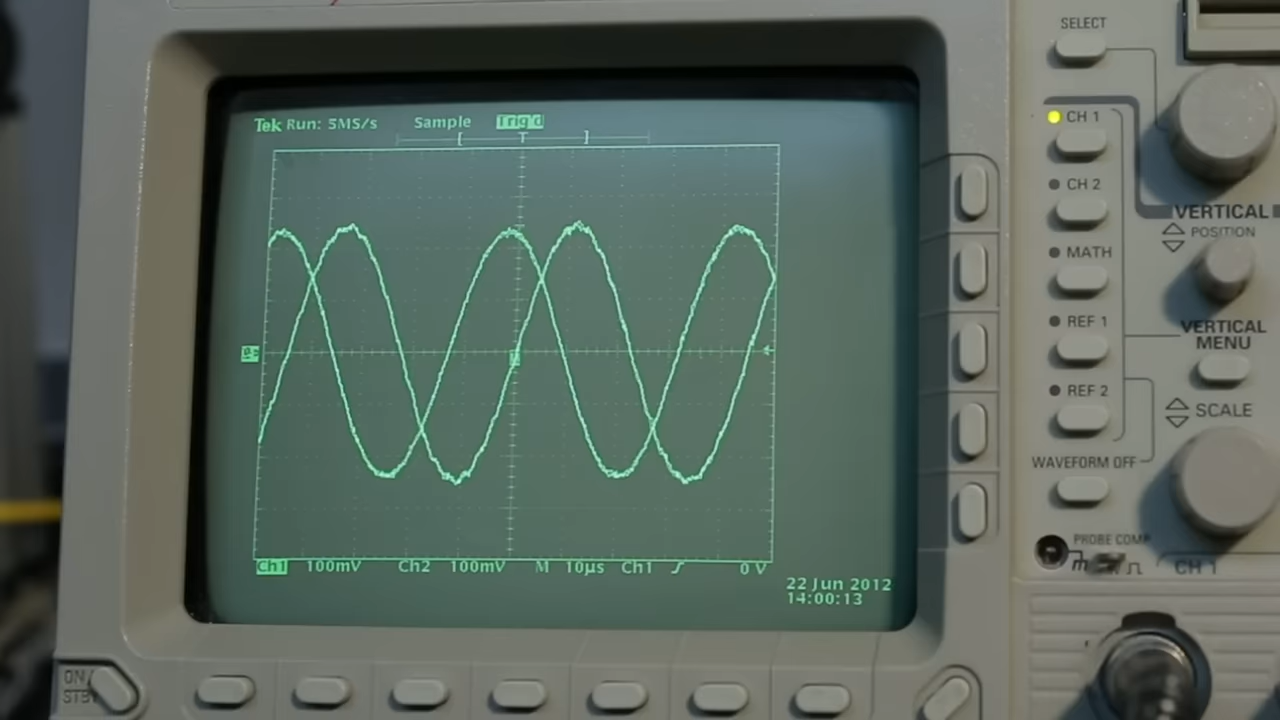 Tek Run: 5MS/s Sample Trig'd
Ch1 100mV Ch2 100mV M 10µs Ch1 0 V
22 Jun 2012
14:00:13
SELECT
CH 1
CH 2
MATH
REF 1
REF 2
WAVEFORM OFF
VERTICAL
POSITION
VERTICAL
MENU
SCALE
PROBE COMP
CH 1
ON/
STBY